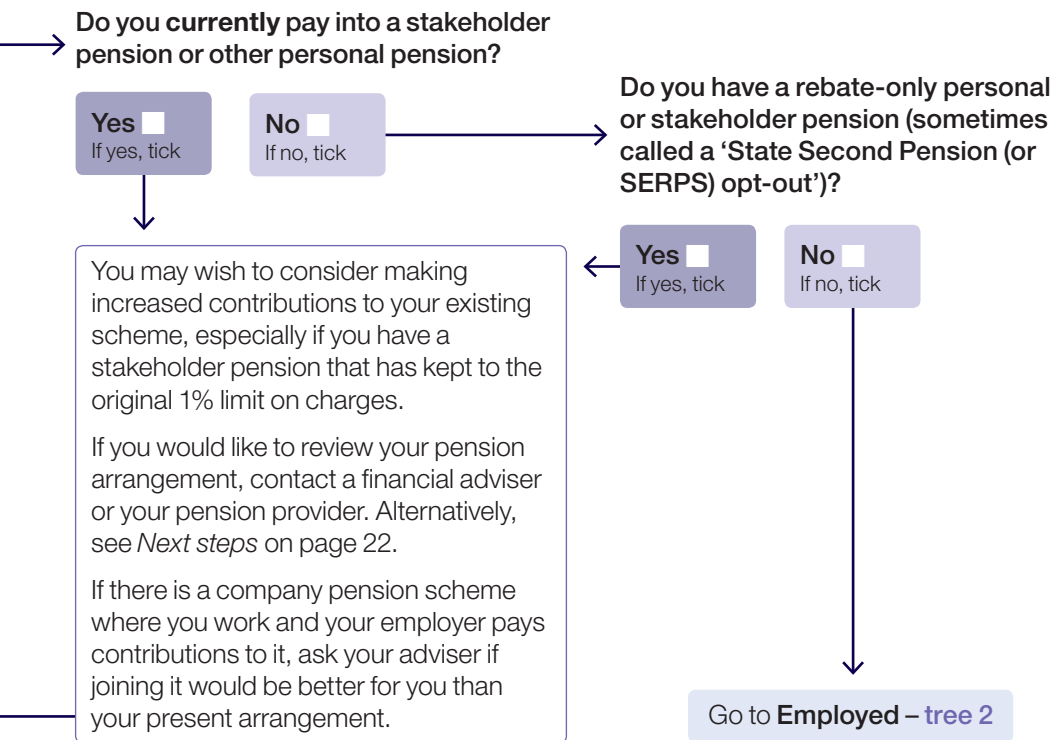 Do you currently pay into a stakeholder
pension or other personal pension?
Yes
If yes, tick
No
If no, tick
Do you have a rebate-only personal
or stakeholder pension (sometimes
called a ‘State Second Pension (or
SERPS) opt-out’)?
Yes
If yes, tick
No
If no, tick
You may wish to consider making
increased contributions to your existing
scheme, especially if you have a
stakeholder pension that has kept to the
original 1% limit on charges.
If you would like to review your pension
arrangement, contact a financial adviser
or your pension provider. Alternatively,
see Next steps on page 22.
If there is a company pension scheme
where you work and your employer pays
contributions to it, ask your adviser if
joining it would be better for you than
your present arrangement.
Go to Employed – tree 2